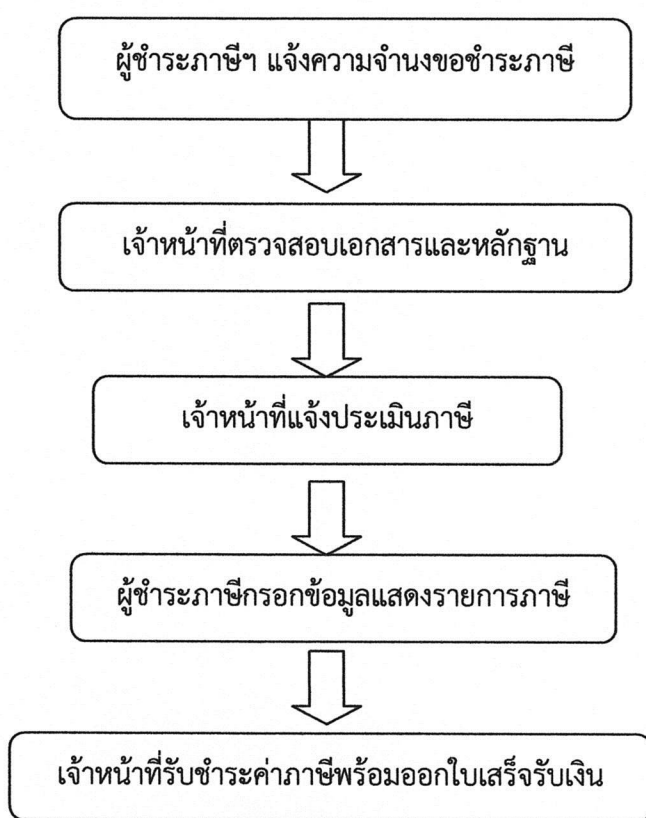 ผู้ชำระภาษีฯ แจ้งความจำนงขอชำระภาษี
เจ้าหน้าที่ตรวจสอบเอกสารและหลักฐาน
เจ้าหน้าที่แจ้งประเมินภาษี
ผู้ชำระภาษีกรอกข้อมูลแสดงรายการภาษี
เจ้าหน้าที่รับชำระค่าภาษีพร้อมออกใบเสร็จรับเงิน